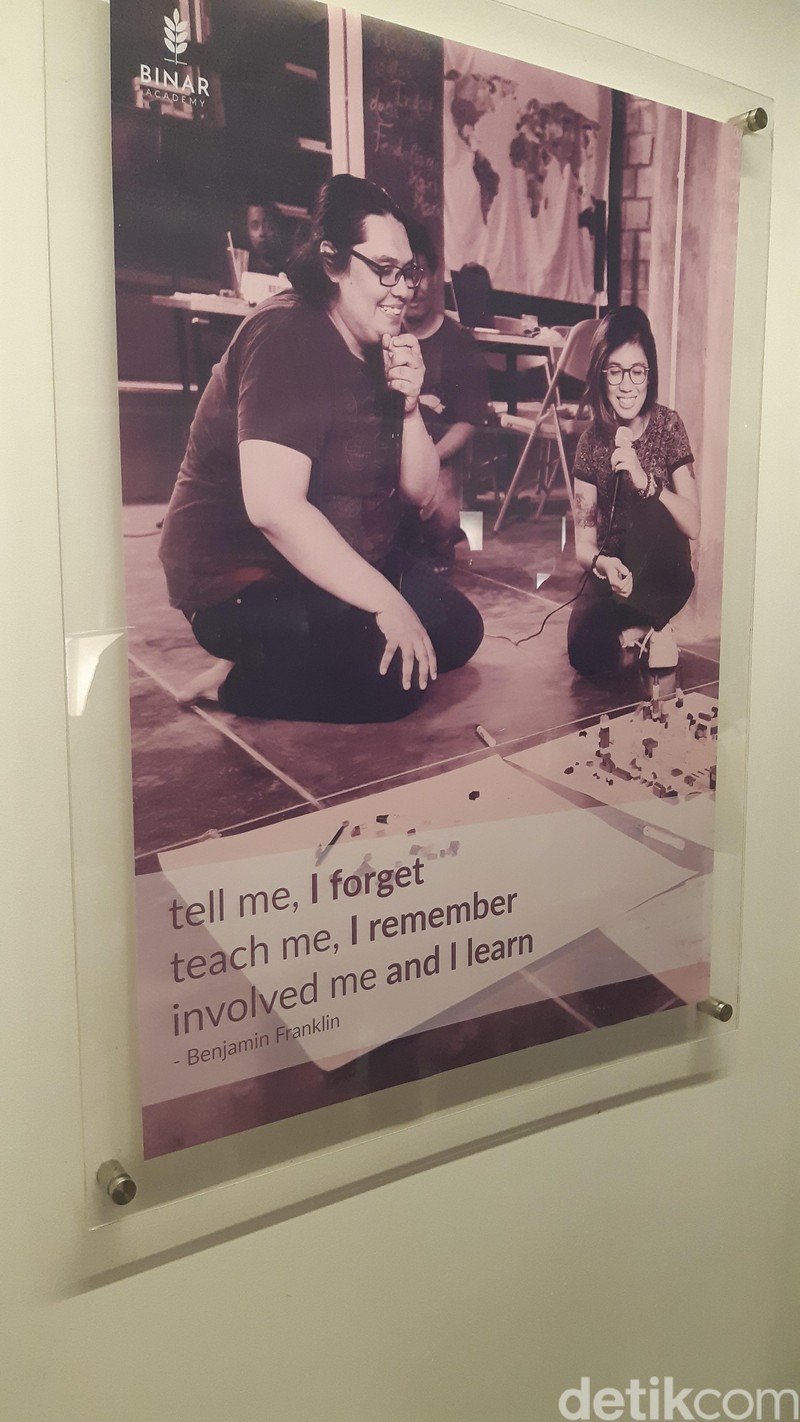 BINAR
ACADEMY
tell me, I forget
teach me, I remember
involved me and I learn
- Benjamin Franklin
detikcom